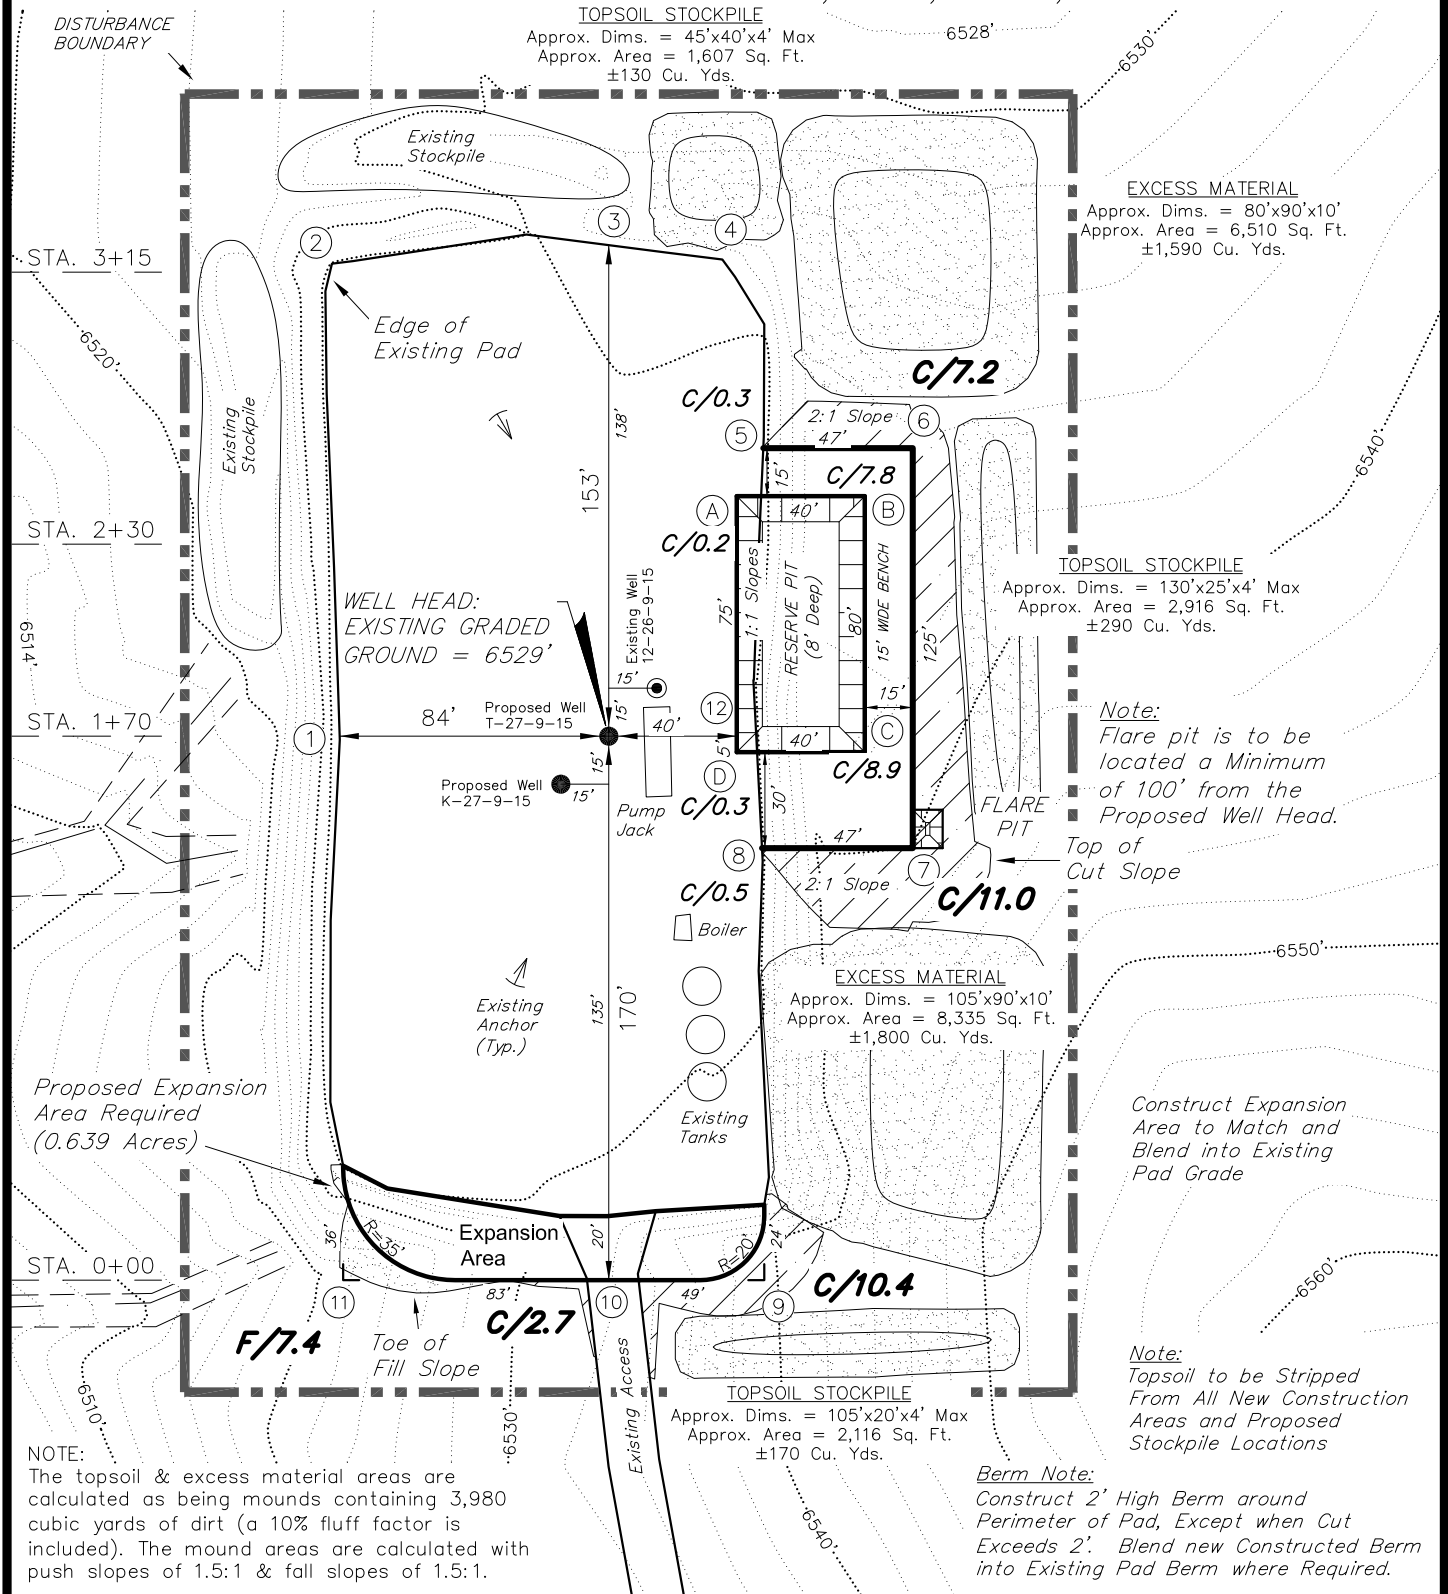 DISTURBANCE
BOUNDARY
TOPSOIL STOCKPILE
Approx. Dims. = 45'x40'x4' Max
Approx. Area = 1,607 Sq. Ft.
±130 Cu. Yds.
6528'
6530'
Existing
Stockpile
EXCESS MATERIAL
Approx. Dims. = 80'x90'x10'
Approx. Area = 6,510 Sq. Ft.
±1,590 Cu. Yds.
2
3
4
STA. 3+15
Edge of
Existing Pad
6520'
C/7.2
C/0.3
2:1 Slope
6
5
47'
138'
153'
Existing
Stockpile
6540'
15'
C/7.8
A
40'
B
STA. 2+30
C/0.2
TOPSOIL STOCKPILE
Approx. Dims. = 130'x25'x4' Max
Approx. Area = 2,916 Sq. Ft.
±290 Cu. Yds.
WELL HEAD:
EXISTING GRADED
GROUND = 6529'
Existing Well
12-26-9-15
75'
1:1 Slopes
RESERVE PIT
(8' Deep)
80'
15' WIDE BENCH
125'
6514'
15'
15'
STA. 1+70
1
84'
Proposed Well
T-27-9-15
40'
12
15'
C
40'
5'
D
C/8.9
Note:
Flare pit is to be
located a Minimum
of 100' from the
Proposed Well Head.
Proposed Well
K-27-9-15
15'
15'
Pump
Jack
C/0.3
30'
FLARE
PIT
47'
8
7
Top of
Cut Slope
2:1 Slope
C/0.5
C/11.0
Boiler
6550'
EXCESS MATERIAL
Approx. Dims. = 105'x90'x10'
Approx. Area = 8,335 Sq. Ft.
±1,800 Cu. Yds.
Existing
Anchor
(Typ.)
135'
170'
Existing
Tanks
Proposed Expansion
Area Required
(0.639 Acres)
Construct Expansion
Area to Match and
Blend into Existing
Pad Grade
36'
R=35'
Expansion
Area
20'
R=20'
24'
STA. 0+00
11
83'
10
49'
9
C/10.4
6560'
F/7.4
C/2.7
Toe of
Fill Slope
Existing Access
Note:
Topsoil to be Stripped
From All New Construction
Areas and Proposed
Stockpile Locations
6510'
6530'
TOPSOIL STOCKPILE
Approx. Dims. = 105'x20'x4' Max
Approx. Area = 2,116 Sq. Ft.
±170 Cu. Yds.
6540'
NOTE:
The topsoil & excess material areas are
calculated as being mounds containing 3,980
cubic yards of dirt (a 10% fluff factor is
included). The mound areas are calculated with
push slopes of 1.5:1 & fall slopes of 1.5:1.
Berm Note:
Construct 2' High Berm around
Perimeter of Pad, Except when Cut
Exceeds 2'. Blend new Constructed Berm
into Existing Pad Berm where Required.